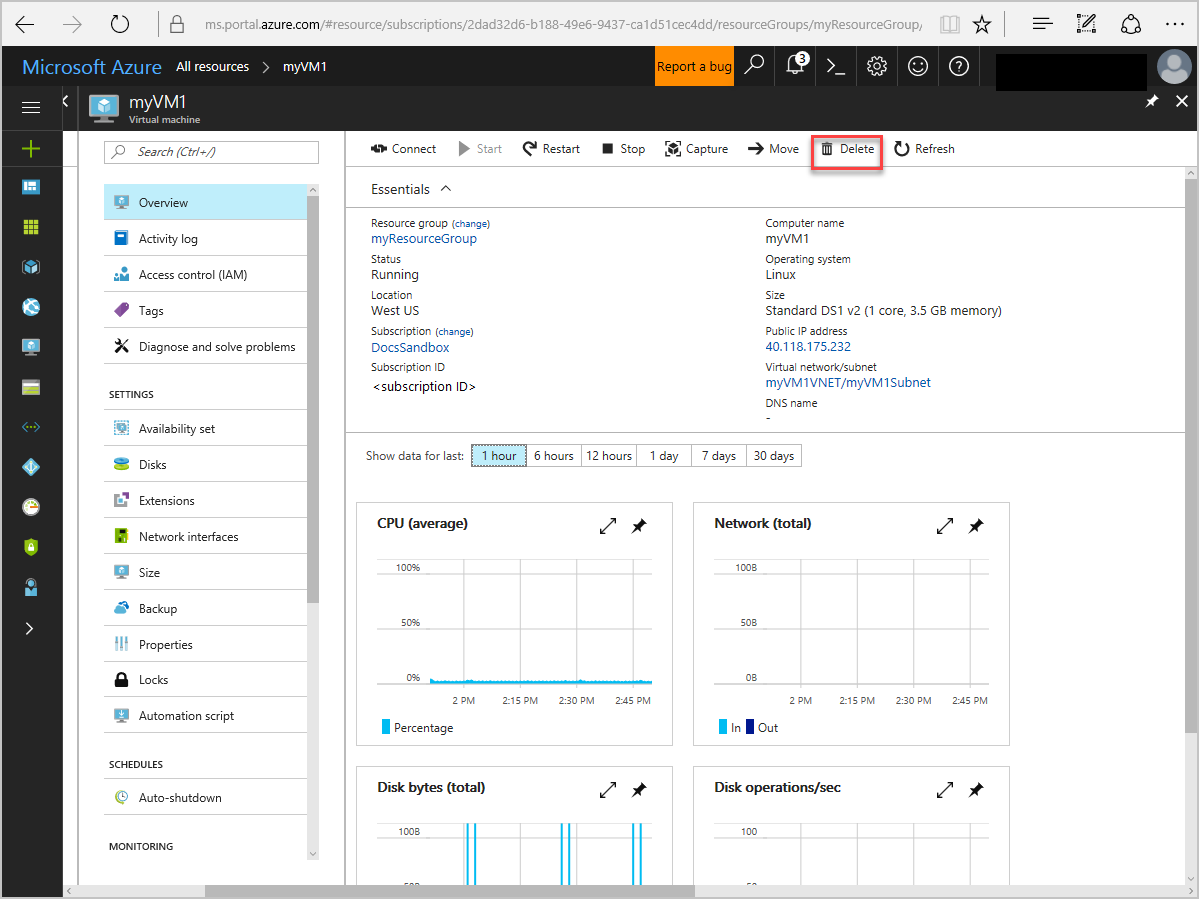 ms.portal.azure.com/#resource/subscriptions/2dad32d6-b188-49e6-9437-ca1d51cec4dd/resourceGroups/myResourceGroup/
Microsoft Azure All resources > myVM1 Report a bug 3
myVM1
Virtual machine
Search (Ctrl+/)
Overview
Activity log
Access control (IAM)
Tags
Diagnose and solve problems
SETTINGS
Availability set
Disks
Extensions
Network interfaces
Size
Backup
Properties
Locks
Automation script
SCHEDULES
Auto-shutdown
MONITORING
Connect Start Restart Stop Capture Move Delete Refresh
Essentials
Resource group (change)
myResourceGroup
Status
Running
Location
West US
Subscription (change)
DocsSandbox
Subscription ID
<subscription ID>
Computer name
myVM1
Operating system
Linux
Size
Standard DS1 v2 (1 core, 3.5 GB memory)
Public IP address
40.118.175.232
Virtual network/subnet
myVM1VNET/myVM1Subnet
DNS name
-
Show data for last: 1 hour 6 hours 12 hours 1 day 7 days 30 days
CPU (average)
100%
50%
0%
2 PM 2:15 PM 2:30 PM 2:45 PM
Percentage
Network (total)
100B
50B
0B
2 PM 2:15 PM 2:30 PM 2:45 PM
In Out
Disk bytes (total)
100B
Disk operations/sec
100